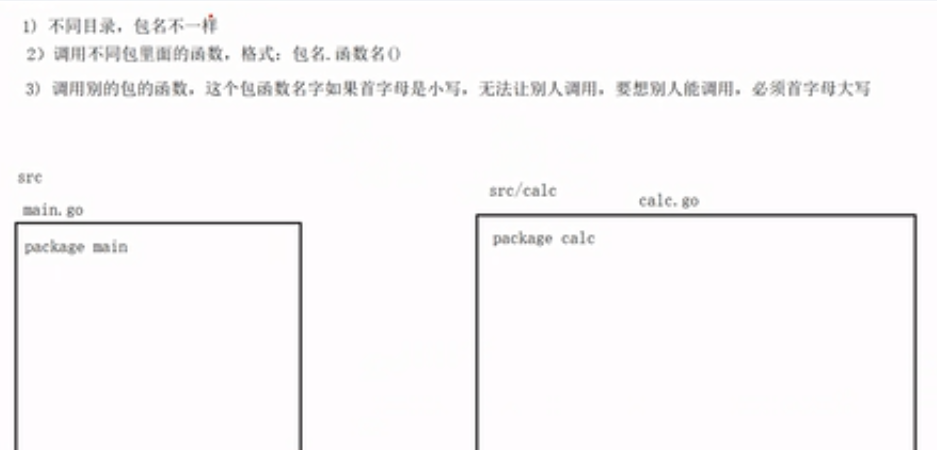 1) 不同目录，包名不一样
2) 调用不同包里面的函数，格式：包名.函数名()
3) 调用别的包的函数，这个包函数名字如果首字母是小写，无法让别人调用，要想别人能调用，必须首字母大写
src
main.go
package main
src/calc
calc.go
package calc